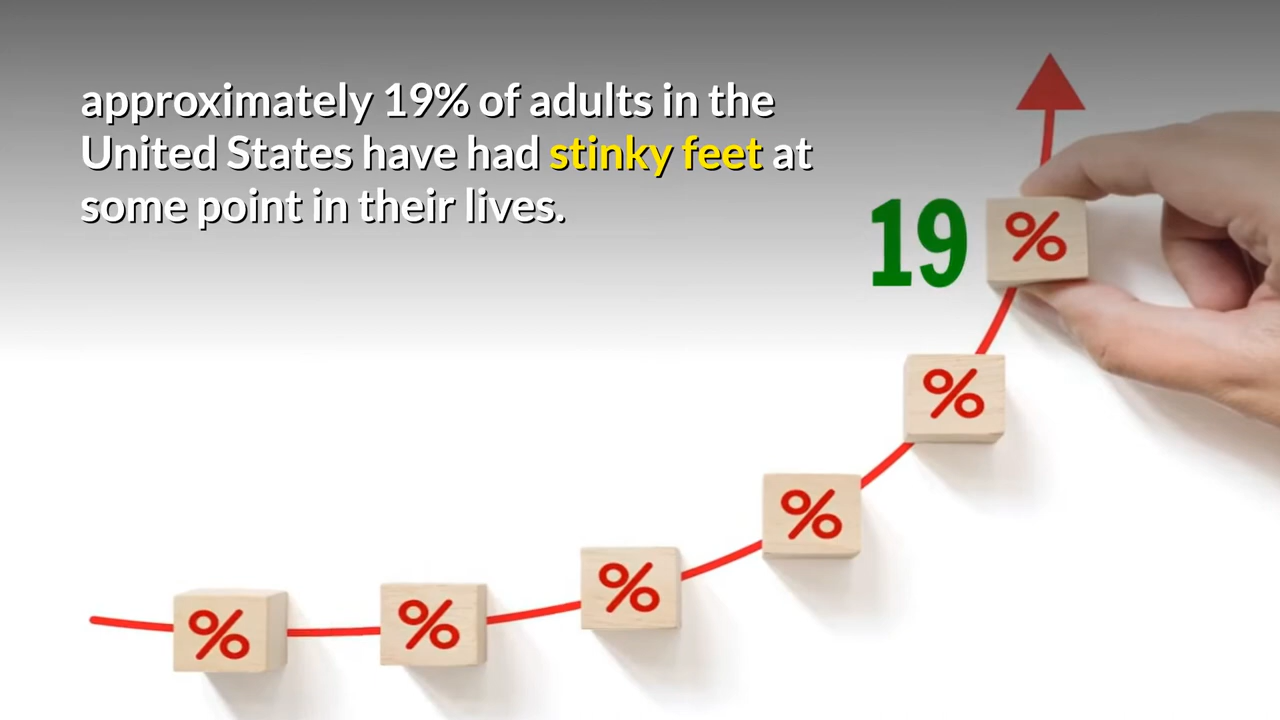 approximately 19% of adults in the
United States have had stinky feet at
some point in their lives.
19 %
%
%
%
%
%